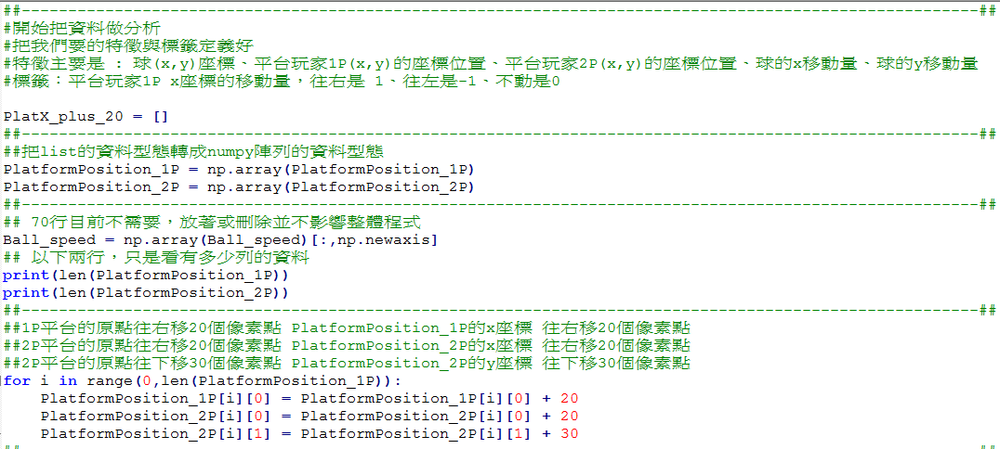 ##-------------------------------------------------------------------------------------------------------##
#開始把資料做分析
#把我們要的特徵與標籤定義好
#特徵主要是 : 球(x,y)座標、平台玩家1P(x,y)的座標位置、平台玩家2P(x,y)的座標位置、球的x移動量、球的y移動量
#標籤：平台玩家1P x座標的移動量，往右是 1、往左是-1、不動是0
PlatX_plus_20 = []
##-------------------------------------------------------------------------------------------------------##
##把list的資料型態轉成numpy陣列的資料型態
PlatformPosition_1P = np.array(PlatformPosition_1P)
PlatformPosition_2P = np.array(PlatformPosition_2P)
##-------------------------------------------------------------------------------------------------------##
## 70行目前不需要，放著或刪除並不影響整體程式
Ball_speed = np.array(Ball_speed)[:,np.newaxis]
## 以下兩行，只是看有多少列的資料
print(len(PlatformPosition_1P))
print(len(PlatformPosition_2P))
##-------------------------------------------------------------------------------------------------------##
##1P平台的原點往右移20個像素點 PlatformPosition_1P的x座標 往右移20個像素點
##2P平台的原點往右移20個像素點 PlatformPosition_2P的x座標 往右移20個像素點
##2P平台的原點往下移30個像素點 PlatformPosition_2P的y座標 往下移30個像素點
for i in range(0,len(PlatformPosition_1P)):
    PlatformPosition_1P[i][0] = PlatformPosition_1P[i][0] + 20
    PlatformPosition_2P[i][0] = PlatformPosition_2P[i][0] + 20
    PlatformPosition_2P[i][1] = PlatformPosition_2P[i][1] + 30